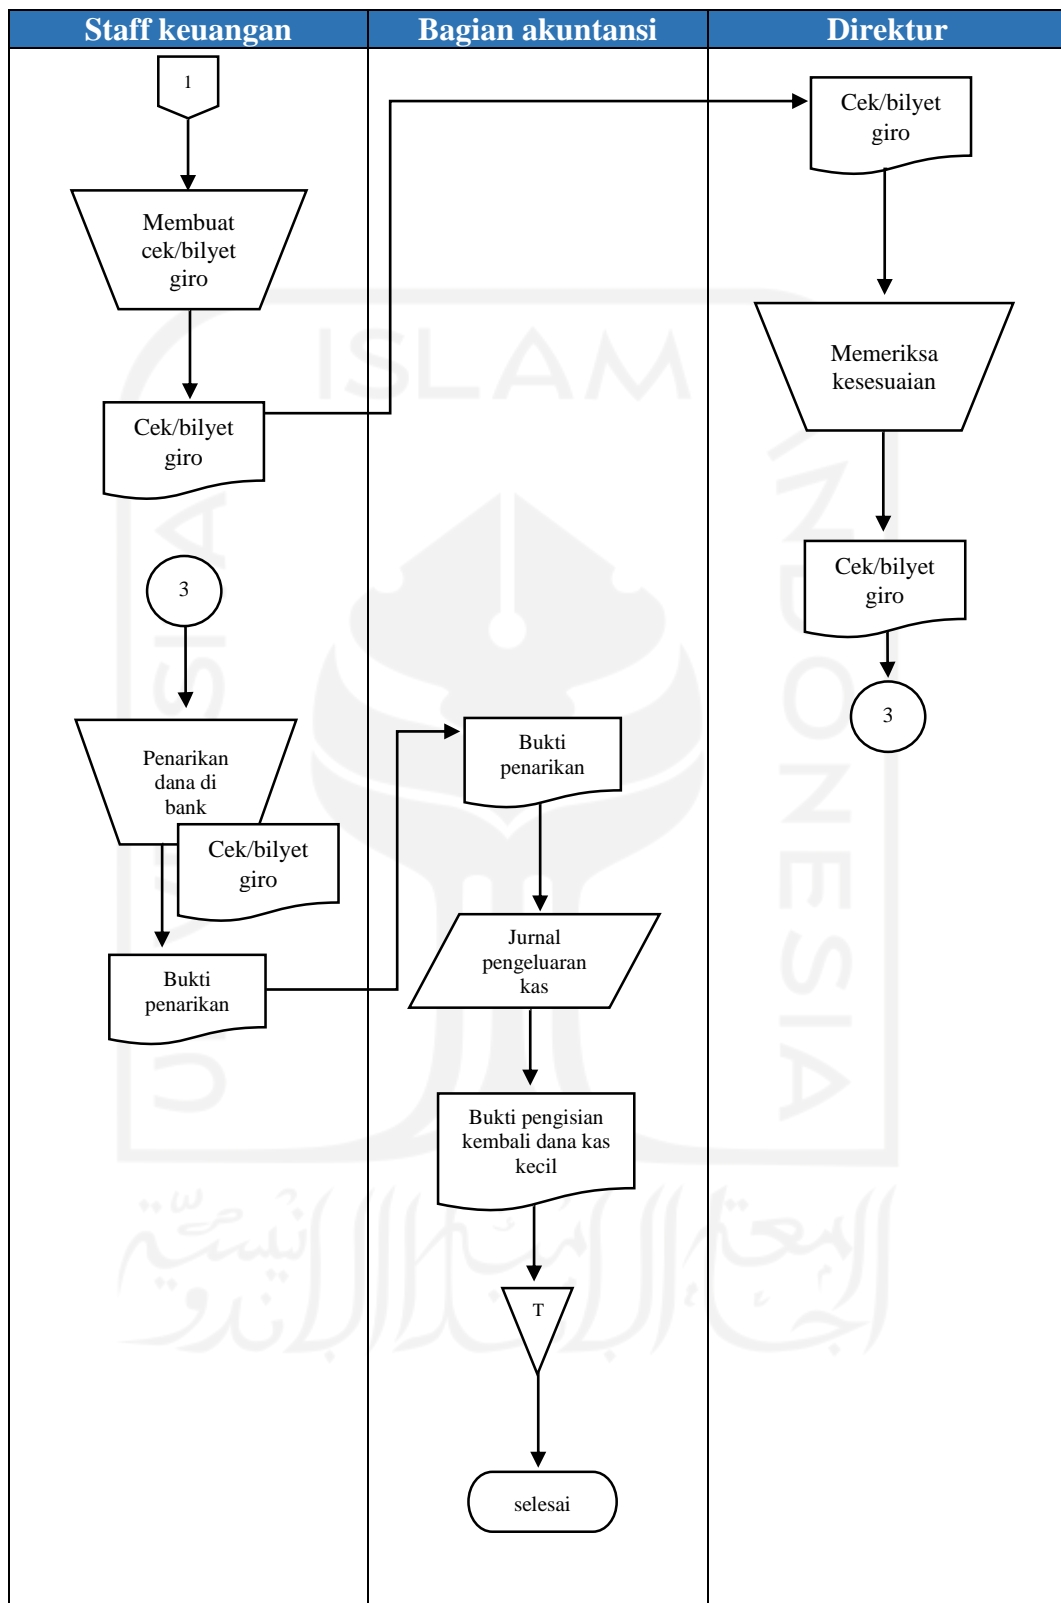 Staff keuangan
Bagian akuntansi
Direktur
1
Membuat
cek/bilyet
giro
Cek/bilyet
giro
3
Penarikan
dana di
bank
Cek/bilyet
giro
Bukti
penarikan
Bukti
penarikan
Jurnal
pengeluaran
kas
Bukti pengisian
kembali dana kas
kecil
T
selesai
Cek/bilyet
giro
Memeriksa
kesesuaian
Cek/bilyet
giro
3
ISLAM
INDONESIA